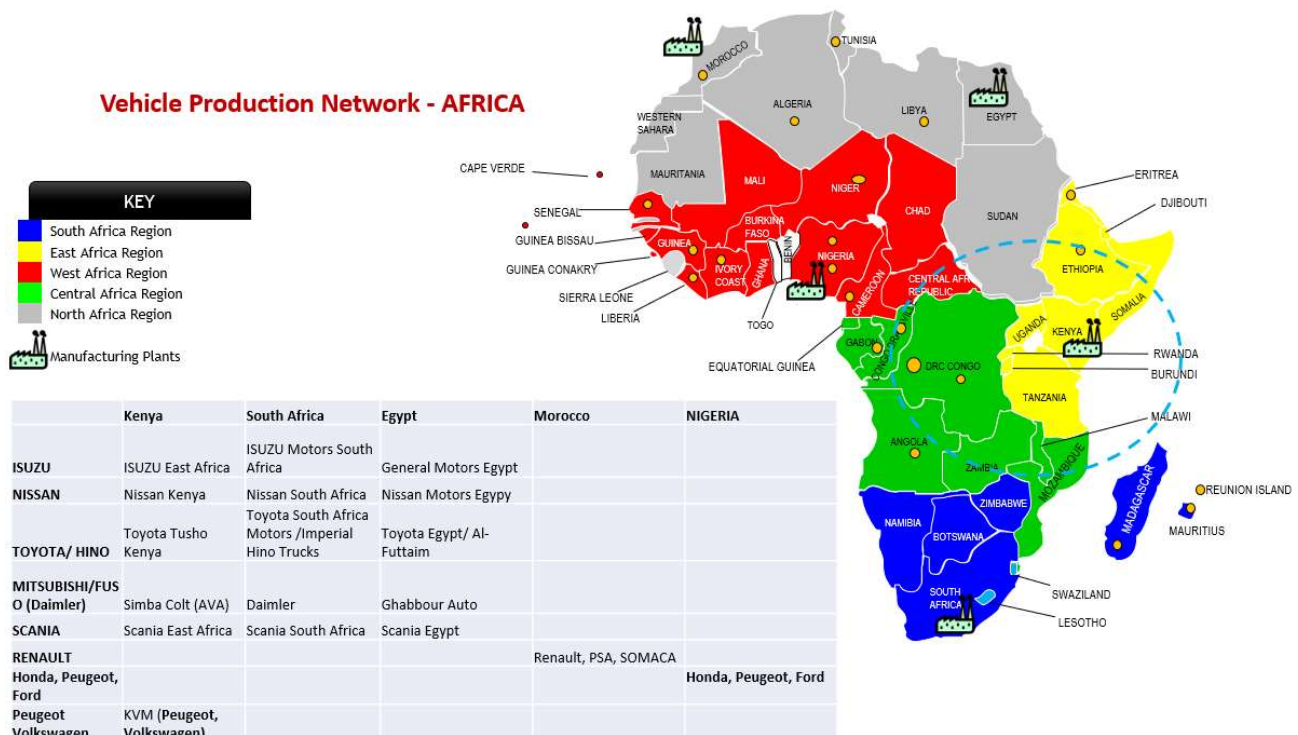 Vehicle Production Network - AFRICA
KEY
South Africa Region
East Africa Region
West Africa Region
Central Africa Region
North Africa Region
Manufacturing Plants
MOROCCO
TUNISIA
ALGERIA
LIBYA
EGYPT
WESTERN
SAHARA
CAPE VERDE
MAURITANIA
MALI
NIGER
CHAD
SUDAN
ERITREA
DJIBOUTI
SENEGAL
GUINEA BISSAU
GUINEA
BURKINA
FASO
BENIN
NIGERIA
ETHIOPIA
GUINEA CONAKRY
IVORY
COAST
GHANA
CAMEROON
CENTRAL AFR
REPUBLIC
SOMALIA
SIERRA LEONE
LIBERIA
TOGO
UGANDA
KENYA
EQUATORIAL GUINEA
GABON
DRC CONGO
RWANDA
BURUNDI
TANZANIA
MALAWI
ANGOLA
ZAMBIA
MOZAMBIQUE
MADAGASCAR
REUNION ISLAND
MAURITIUS
ZIMBABWE
NAMIBIA
BOTSWANA
SOUTH
AFRICA
SWAZILAND
LESOTHO
Kenya South Africa Egypt Morocco NIGERIA
ISUZU Motors South
ISUZU ISUZU East Africa Africa General Motors Egypt
NISSAN Nissan Kenya Nissan South Africa Nissan Motors Egypy
Toyota South Africa
Toyota Tusho Motors /Imperial Toyota Egypt/ Al-
TOYOTA/ HINO Kenya Hino Trucks Futtaim
MITSUBISHI/FUS
O (Daimler) Simba Colt (AVA) Daimler Ghabbour Auto
SCANIA Scania East Africa Scania South Africa Scania Egypt
RENAULT Renault, PSA, SOMACA
Honda, Peugeot, Honda, Peugeot, Ford
Ford
Peugeot KVM (Peugeot,
Volkswagen Volkswagen)